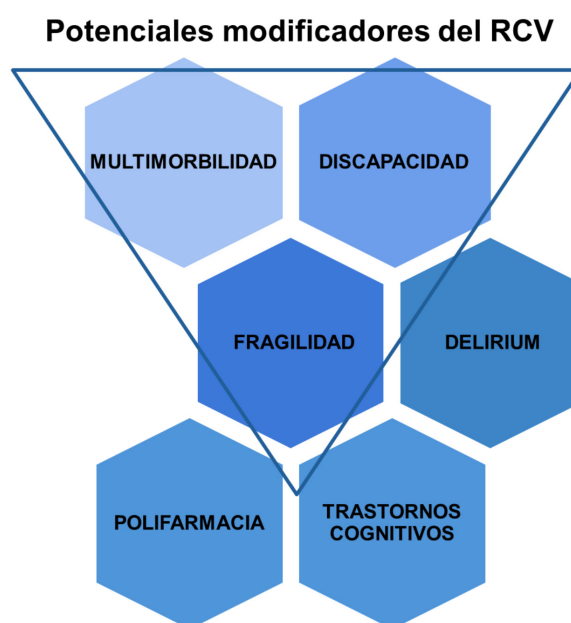 Potenciales modificadores del RCV
MULTIMORBILIDAD
DISCAPACIDAD
FRAGILIDAD
DELIRIUM
POLIFARMACIA
TRASTORNOS
COGNITIVOS